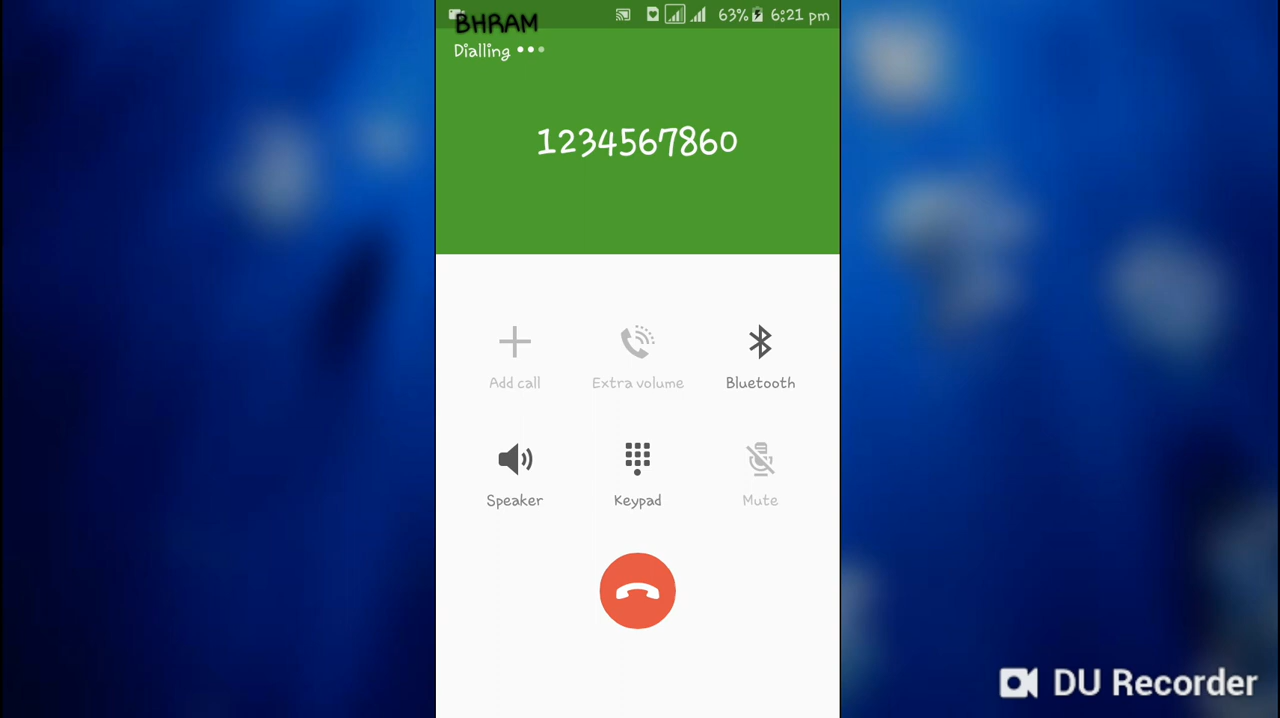 BHRAM 63% 6:21 pm
Dialling
1234567860
Add call Extra volume Bluetooth
Speaker Keypad Mute
DU Recorder